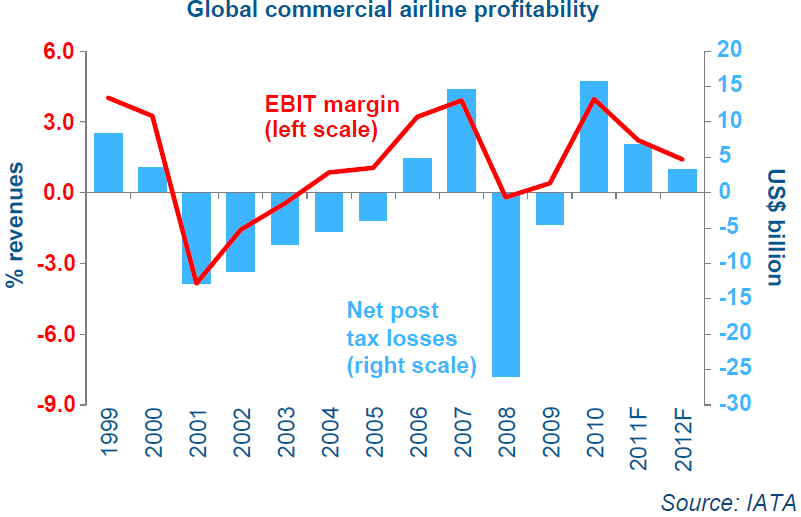 Global commercial airline profitability
6.0
3.0
0.0
-3.0
-6.0
-9.0
% revenues
EBIT margin
(left scale)
Net post
tax losses
(right scale)
20
15
10
5
0
-5
-10
-15
-20
-25
-30
US$ billion
1999
2000
2001
2002
2003
2004
2005
2006
2007
2008
2009
2010
2011F
2012F
Source: IATA